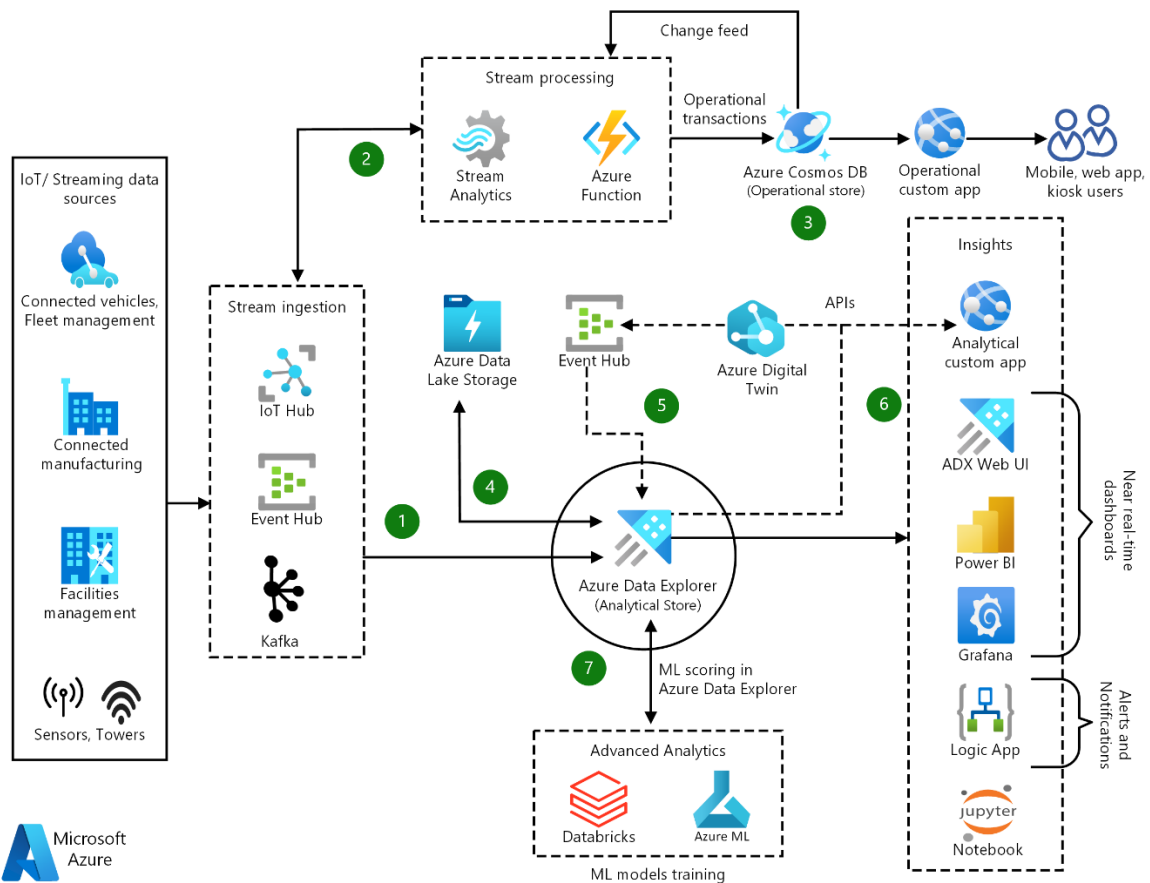 Change feed
Stream processing
Stream
Analytics
Azure
Function
Operational
transactions
Azure Cosmos DB
(Operational store)
Operational
custom app
Mobile, web app,
kiosk users
2
3
IoT/ Streaming data
sources
Connected vehicles,
Fleet management
Connected
manufacturing
Facilities
management
Sensors, Towers
Stream ingestion
IoT Hub
Event Hub
Kafka
1
Azure Data
Lake Storage
4
Event Hub
5
Azure Digital
Twin
APIs
6
Azure Data Explorer
(Analytical Store)
7
ML scoring in
Azure Data Explorer
Advanced Analytics
Databricks
Azure ML
ML models training
Insights
Analytical
custom app
ADX Web UI
Power BI
Grafana
Near real-time
dashboards
Logic App
Alerts and
Notifications
jupyter
Notebook
Microsoft
Azure